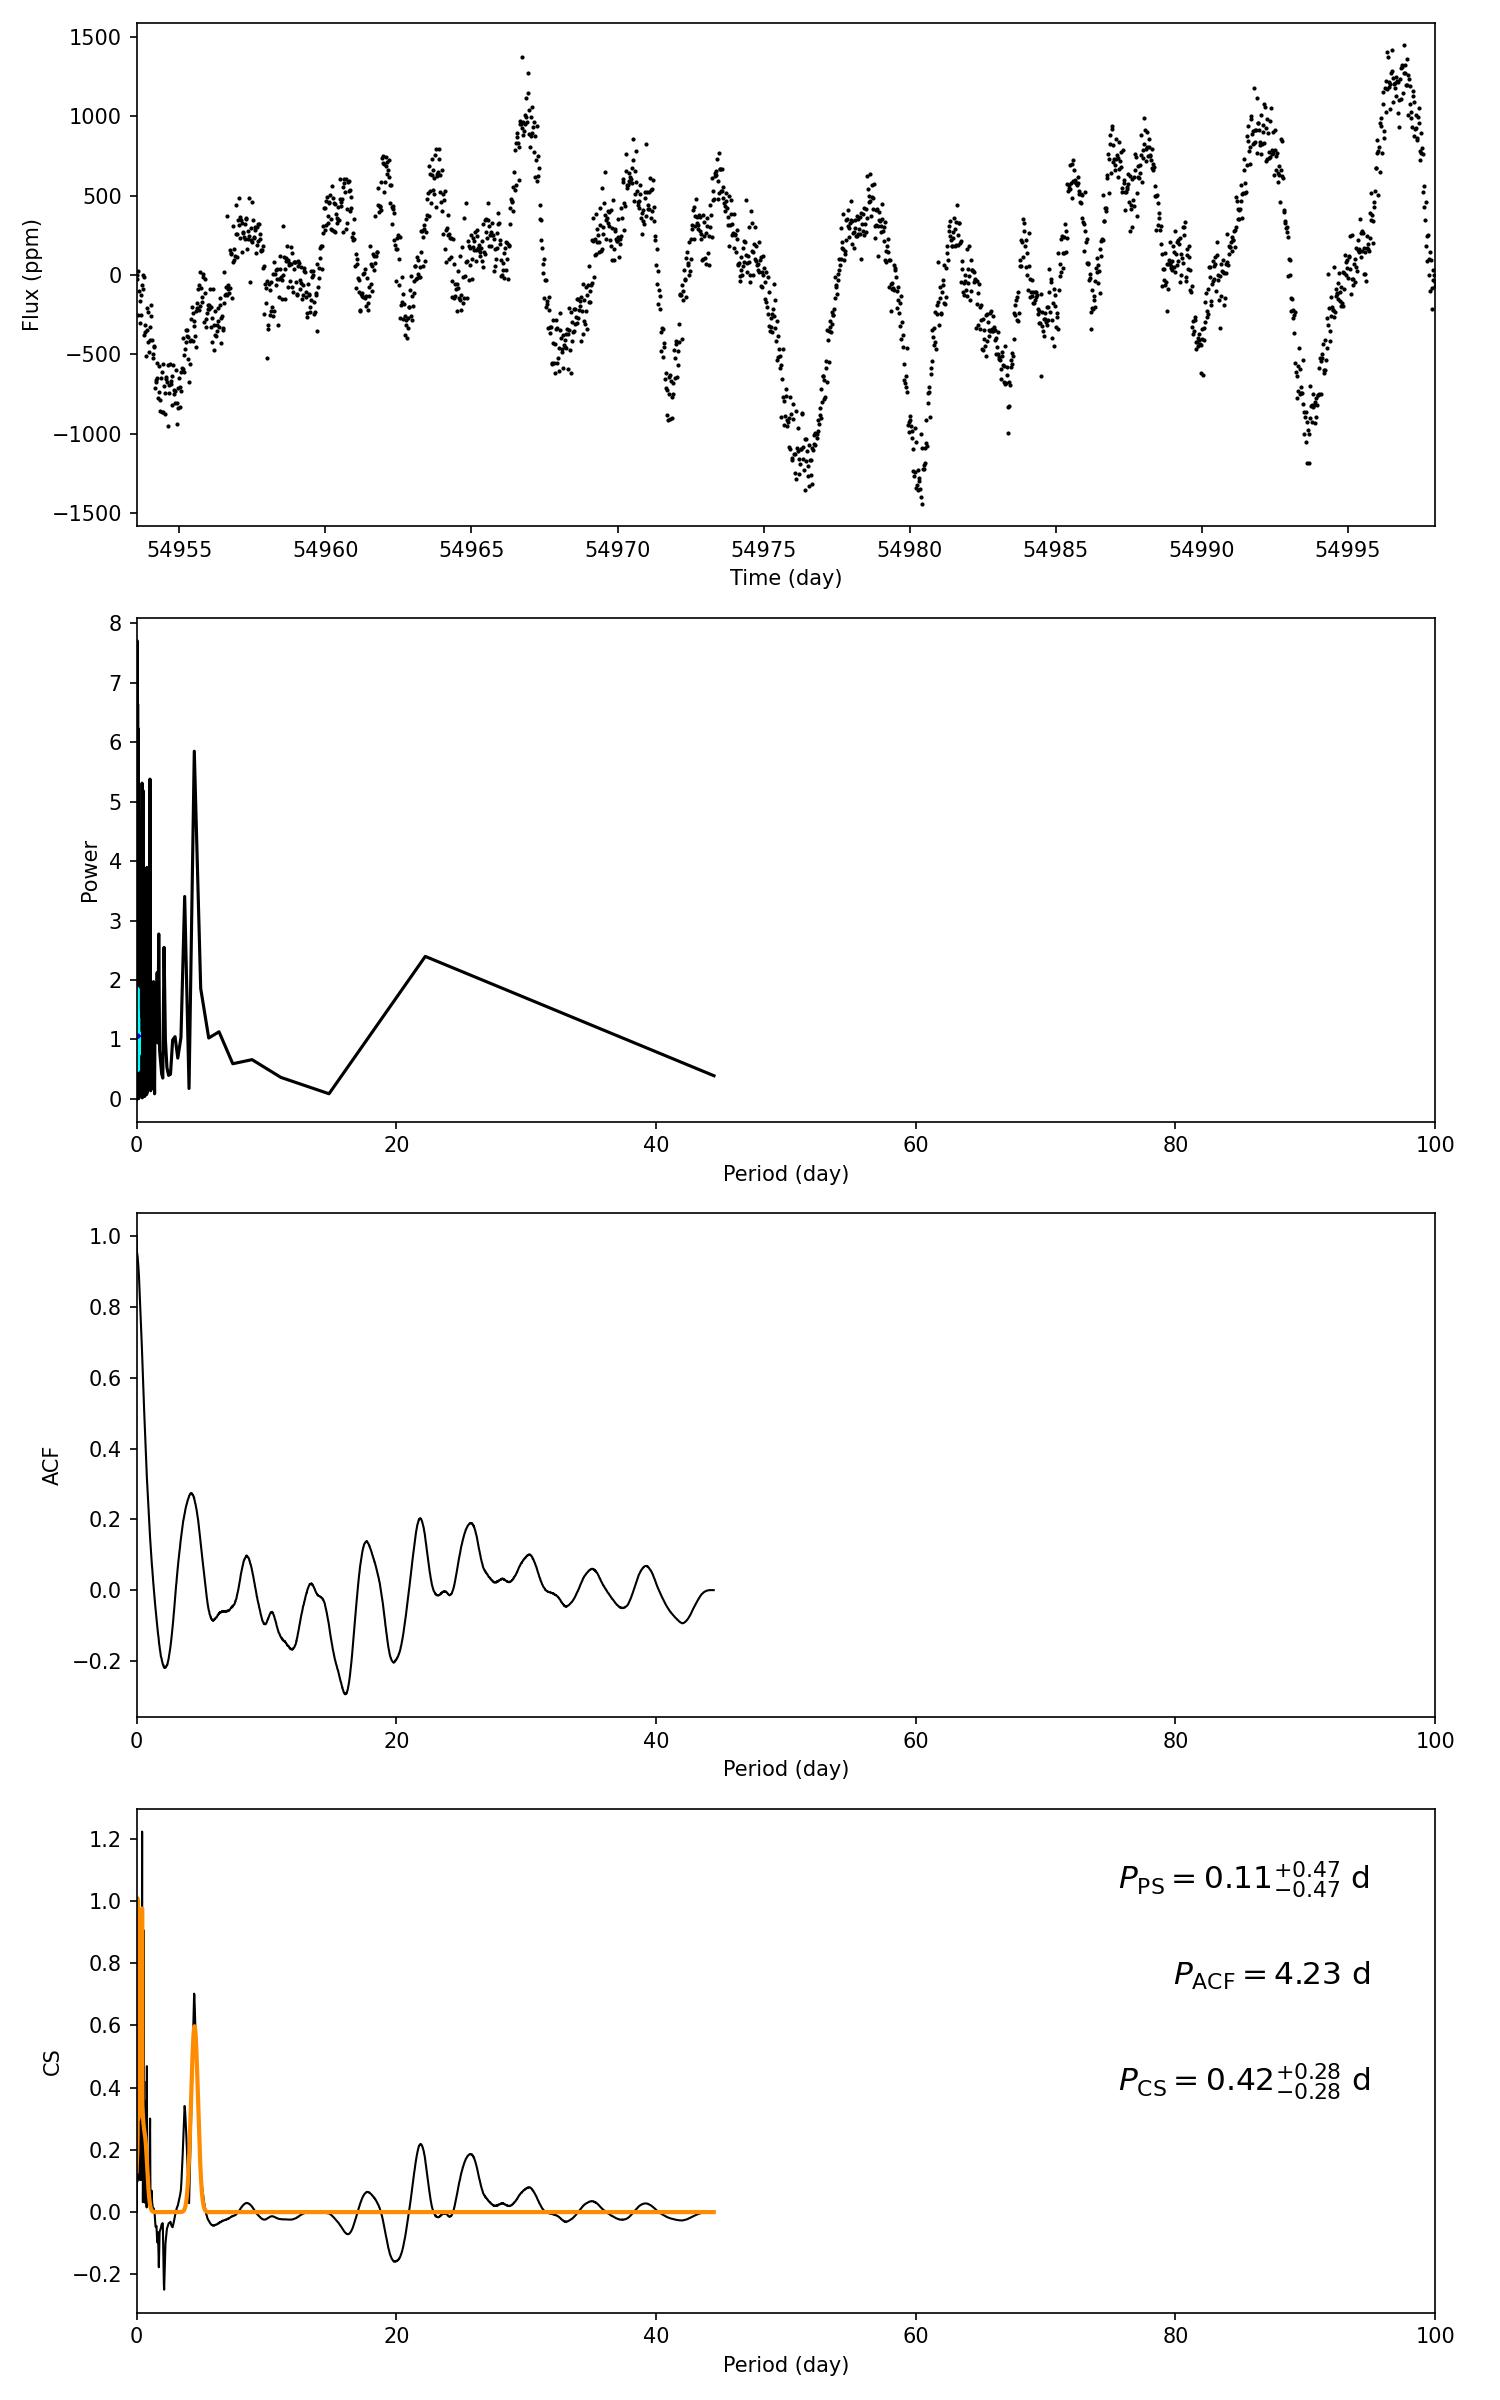 1500
1000
500
0
−500
−1000
−1500
Flux (ppm)
54955 54960 54965 54970 54975 54980 54985 54990 54995
Time (day)
8
7
6
5
4
3
2
1
0
Power
0 20 40 60 80 100
Period (day)
1.0
0.8
0.6
0.4
0.2
0.0
−0.2
ACF
0 20 40 60 80 100
Period (day)
1.2
1.0
0.8
0.6
0.4
0.2
0.0
−0.2
CS
P_PS = 0.11 +0.47 −0.47 d
P_ACF = 4.23 d
P_CS = 0.42 +0.28 −0.28 d
0 20 40 60 80 100
Period (day)